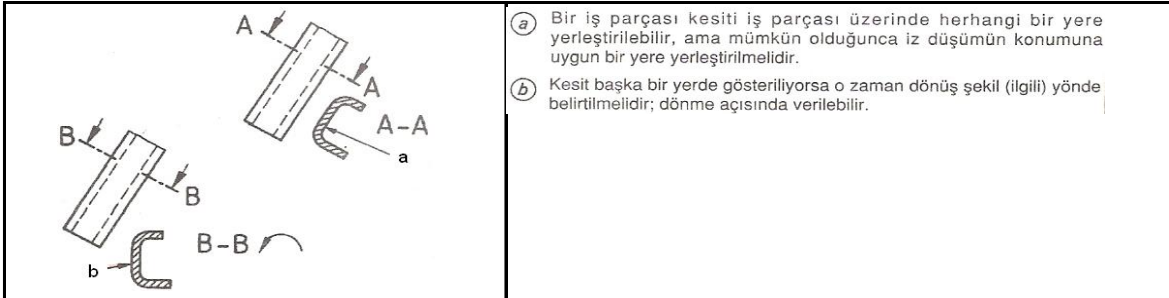 A
A
A-A
a
B
B
B-B
b
a Bir iş parçası kesiti iş parçası üzerinde herhangi bir yere
yerleştirilebilir, ama mümkün olduğunca iz düşümün konumuna
uygun bir yere yerleştirilmelidir.
b Kesit başka bir yerde gösteriliyorsa o zaman dönüş şekil (ilgili) yönde
belirtilmelidir; dönme açısında verilebilir.